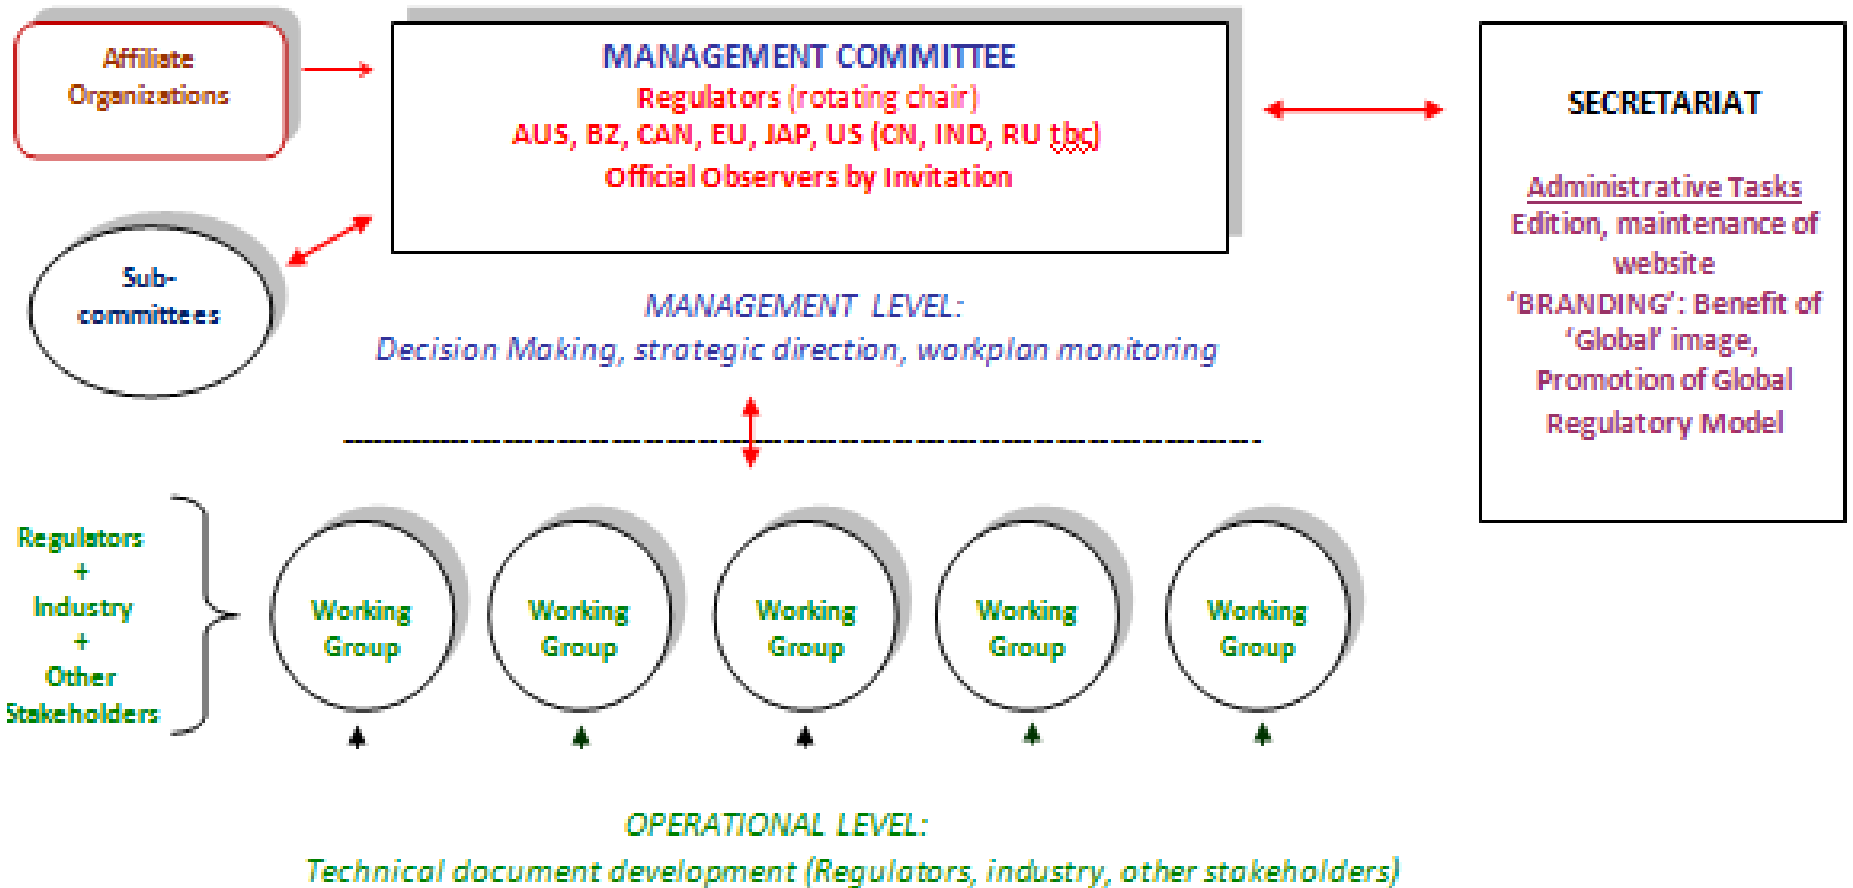 Affiliate
Organizations
MANAGEMENT COMMITTEE
Regulators (rotating chair)
AUS, BZ, CAN, EU, JAP, US (CN, IND, RU tbc)
Official Observers by Invitation
SECRETARIAT
Administrative Tasks
Edition, maintenance of
website
‘BRANDING’: Benefit of
‘Global’ image,
Promotion of Global
Regulatory Model
Sub-
committees
MANAGEMENT LEVEL:
Decision Making, strategic direction, workplan monitoring
Regulators
+
Industry
+
Other
Stakeholders
Working
Group
Working
Group
Working
Group
Working
Group
Working
Group
OPERATIONAL LEVEL:
Technical document development (Regulators, industry, other stakeholders)